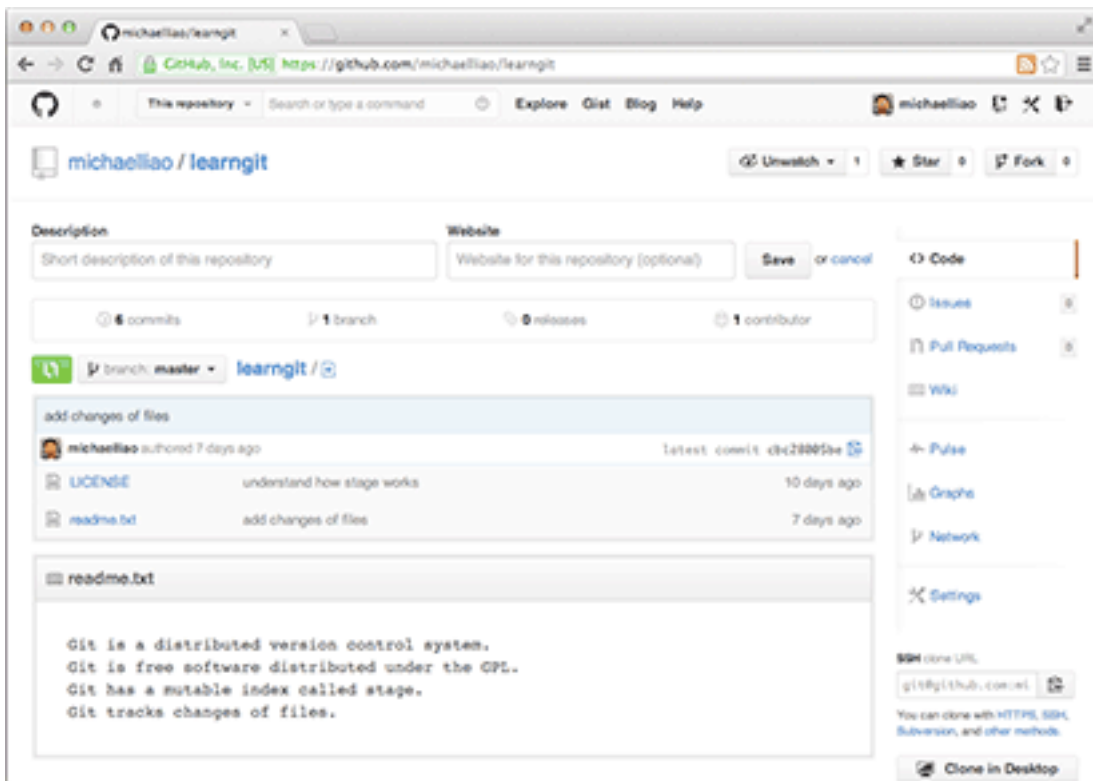 michaelliao/learngit
GitHub, Inc. [US] https://github.com/michaelliao/learngit
This repository Search or type a command Explore Gist Blog Help michaelliao
michaelliao / learngit Unwatch 1 Star 0 Fork 0
Description Website
Short description of this repository Website for this repository (optional) Save or cancel
6 commits 1 branch 0 releases 1 contributor
branch: master learngit /
add changes of files
michaelliao authored 7 days ago latest commit cbc28005be
LICENSE understand how stage works 10 days ago
readme.txt add changes of files 7 days ago
readme.txt
Git is a distributed version control system.
Git is free software distributed under the GPL.
Git has a mutable index called stage.
Git tracks changes of files.
Code
Issues 0
Pull Requests 0
Wiki
Pulse
Graphs
Network
Settings
SSH clone URL
git@github.com:mi
You can clone with HTTPS, SSH,
Subversion, and other methods.
Clone in Desktop